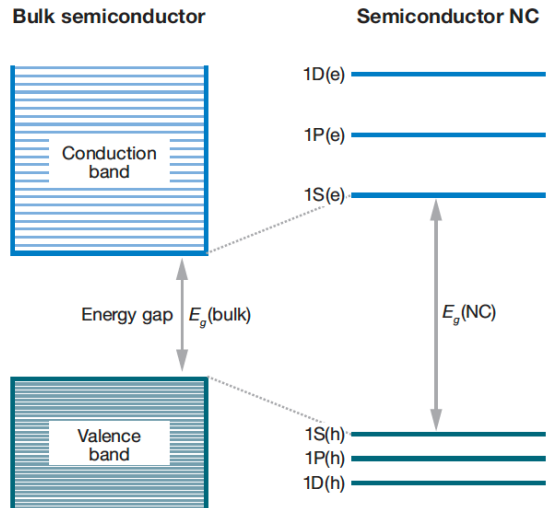 Bulk semiconductor
Semiconductor NC
1D(e)
1P(e)
1S(e)
Conduction
band
Energy gap
Eg(bulk)
Eg(NC)
Valence
band
1S(h)
1P(h)
1D(h)